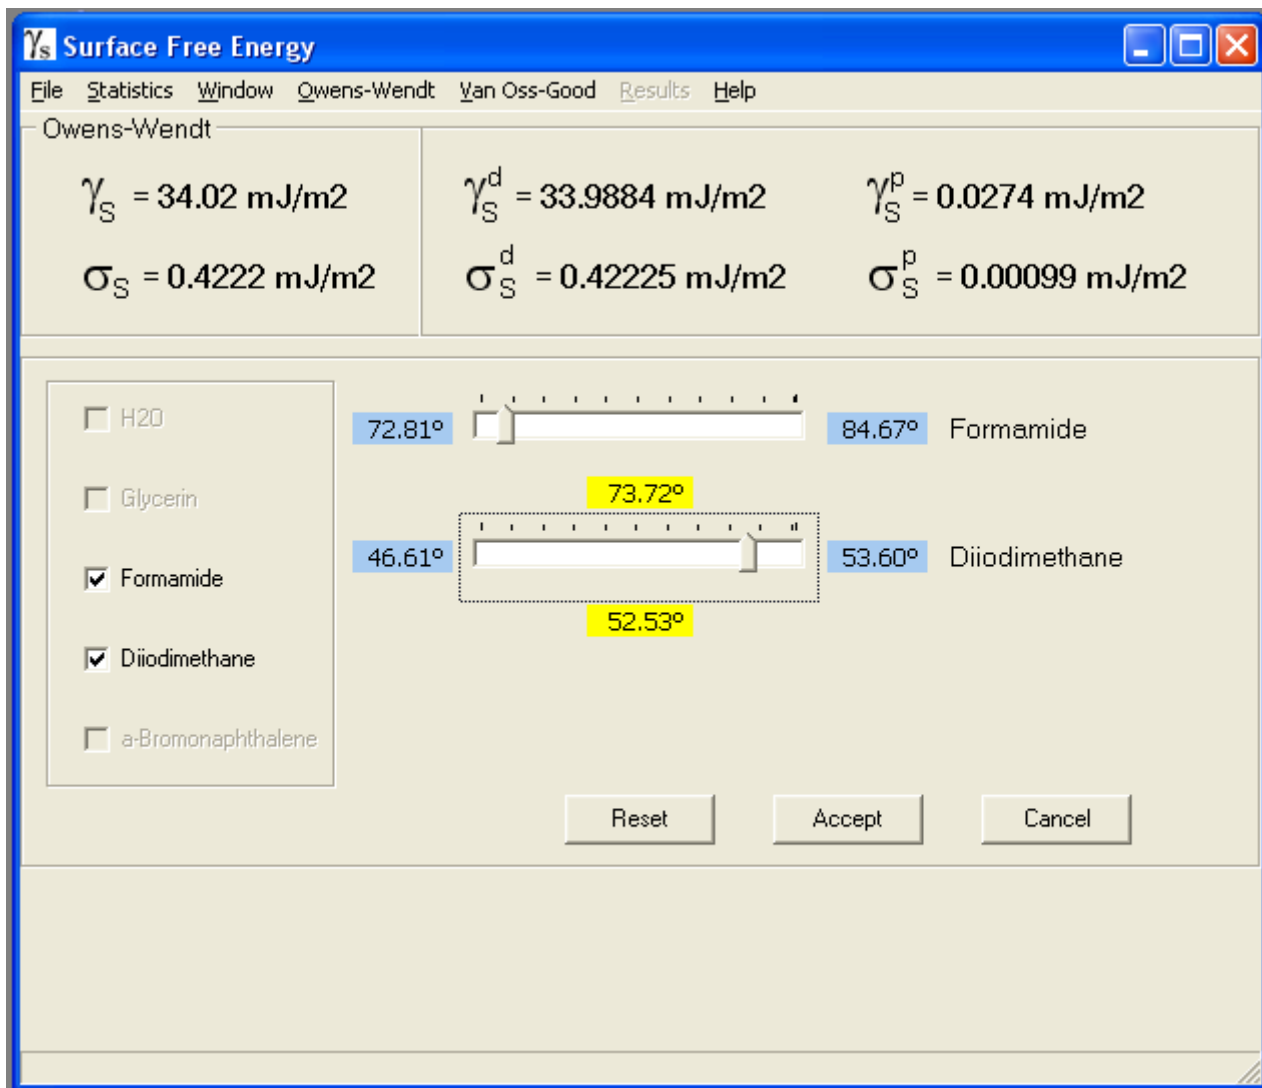 γs Surface Free Energy
File Statistics Window Owens-Wendt Van Oss-Good Results Help
Owens-Wendt
γS = 34.02 mJ/m2 γSd = 33.9884 mJ/m2 γSp = 0.0274 mJ/m2
σS = 0.4222 mJ/m2 σSd = 0.42225 mJ/m2 σSp = 0.00099 mJ/m2
H2O
72.81º 84.67º Formamide
Glycerin
73.72º
46.61º 53.60º Diiodimethane
Formamide
52.53º
Diiodimethane
a-Bromonaphthalene
Reset Accept Cancel